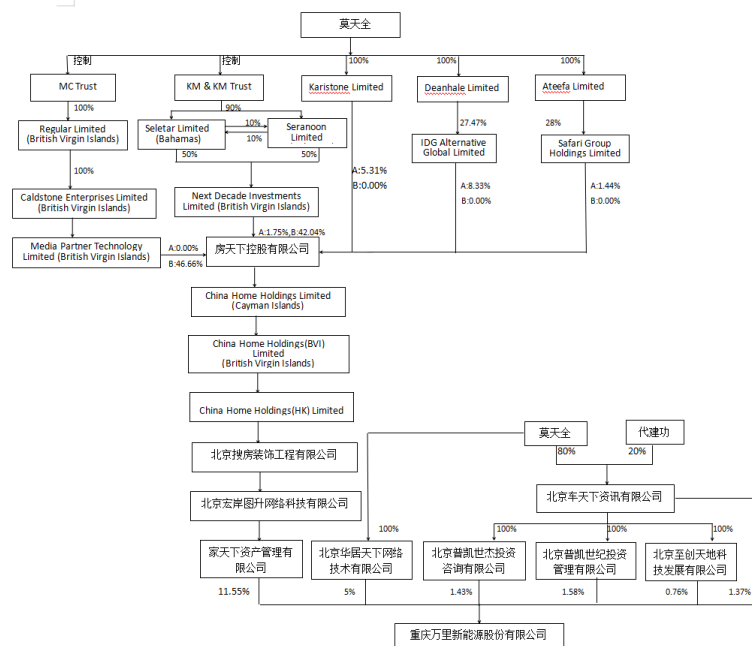 莫天全
控制
控制
100%
100%
100%
MC Trust
KM & KM Trust
Karistone Limited
Deanhale Limited
Ateefa Limited
100%
90%
27.47%
28%
Regular Limited
(British Virgin Islands)
Seletar Limited
(Bahamas)
10%
10%
Seranoon
Limited
IDG Alternative
Global Limited
Safari Group
Holdings Limited
100%
50%
50%
A:5.31%
B:0.00%
A:8.33%
B:0.00%
A:1.44%
B:0.00%
Caldstone Enterprises Limited
(British Virgin Islands)
Next Decade Investments
Limited (British Virgin Islands)
A:1.75%,B:42.04%
Media Partner Technology
Limited (British Virgin Islands)
A:0.00%
B:46.66%
房天下控股有限公司
China Home Holdings Limited
(Cayman Islands)
China Home Holdings(BVI)
Limited
(British Virgin Islands)
China Home Holdings(HK) Limited
莫天全
代建功
80%
20%
北京搜房装饰工程有限公司
北京宏岸图升网络科技有限公司
北京车天下资讯有限公司
100%
100%
100%
100%
家天下资产管理有
限公司
北京华居天下网络
技术有限公司
北京普凯世杰投资
咨询有限公司
北京普凯世纪投资
管理有限公司
北京至创天地科
技发展有限公司
11.55%
5%
1.43%
1.58%
0.76%
1.37%
重庆万里新能源股份有限公司